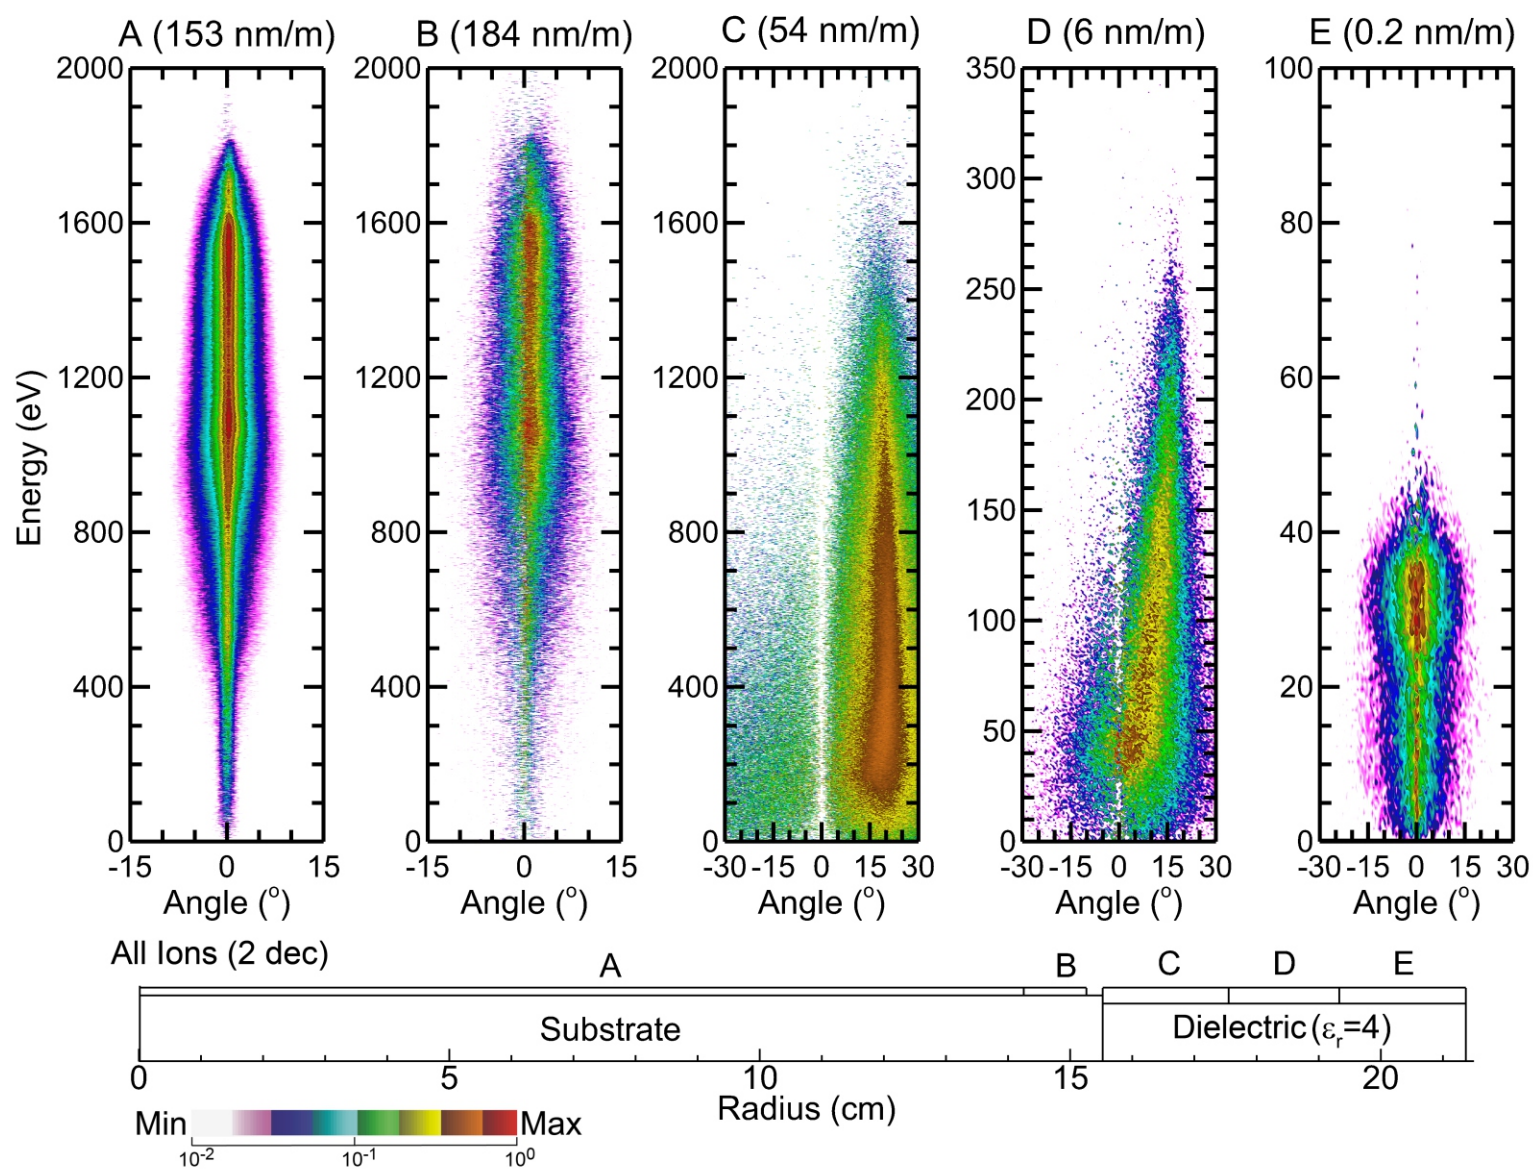 A (153 nm/m) B (184 nm/m) C (54 nm/m) D (6 nm/m) E (0.2 nm/m)
2000 2000 2000 350 100
300
1600 1600 1600 80
250
1200 1200 1200 200 60
Energy (eV)
800 800 800 150 40
100
400 400 400 20
50
0 0 0 0 0
-15 0 15 -15 0 15 -30 -15 0 15 30 -30 -15 0 15 30 -30 -15 0 15 30
Angle (o) Angle (o) Angle (o) Angle (o) Angle (o)
All Ions (2 dec)
A B C D E
Substrate Dielectric (εr=4)
0 5 10 15 20
Radius (cm)
Min Max
10-2 10-1 100